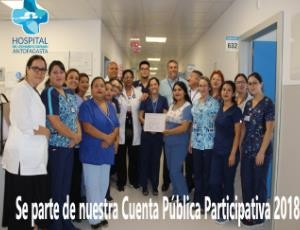 HOSPITAL
ANTOFAGASTA
632
Se parte de nuestra Cuenta Pública Participativa 2018